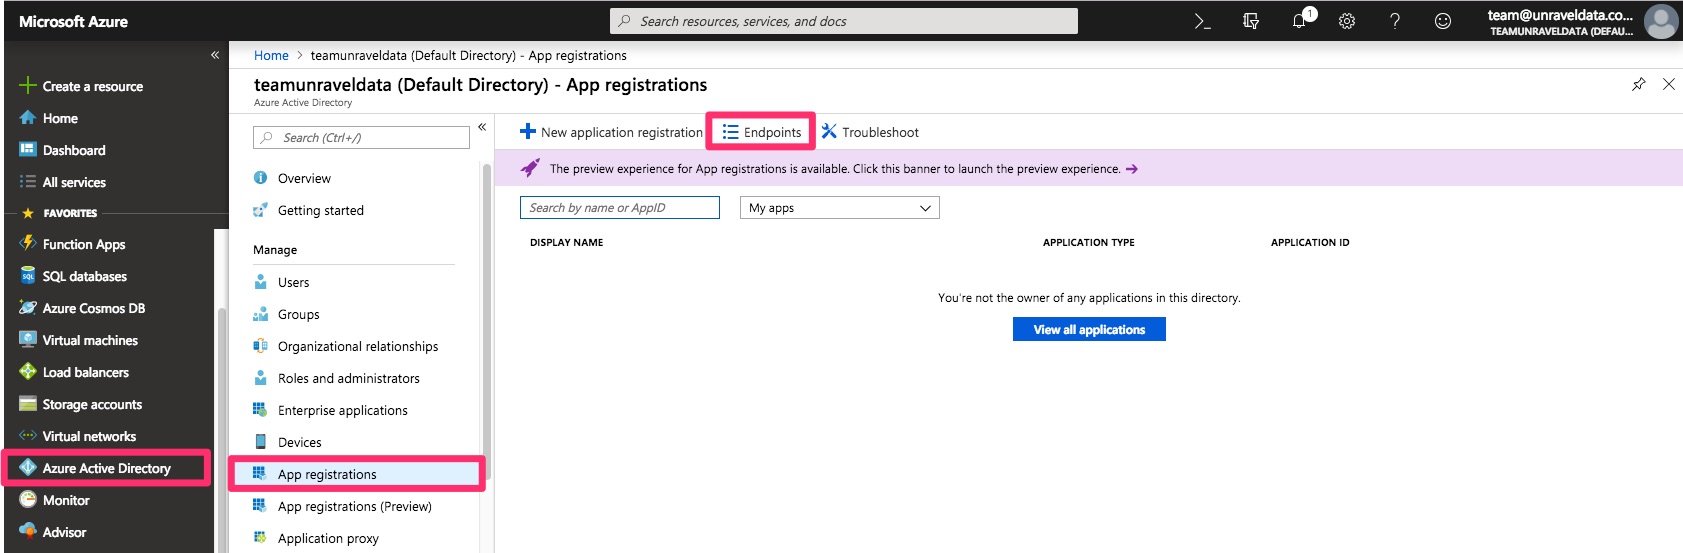 Microsoft Azure
Search resources, services, and docs
1
team@unraveldata.co...
TEAMUNRAVELDATA (DEFAU...
«
Create a resource
Home
Dashboard
All services
FAVORITES
Function Apps
SQL databases
Azure Cosmos DB
Virtual machines
Load balancers
Storage accounts
Virtual networks
Azure Active Directory
Monitor
Advisor
Home > teamunraveldata (Default Directory) - App registrations
teamunraveldata (Default Directory) - App registrations
Azure Active Directory
Search (Ctrl+/)
«
Overview
Getting started
Manage
Users
Groups
Organizational relationships
Roles and administrators
Enterprise applications
Devices
App registrations
App registrations (Preview)
Application proxy
New application registration Endpoints Troubleshoot
The preview experience for App registrations is available. Click this banner to launch the preview experience. →
Search by name or AppID My apps
DISPLAY NAME APPLICATION TYPE APPLICATION ID
You're not the owner of any applications in this directory.
View all applications